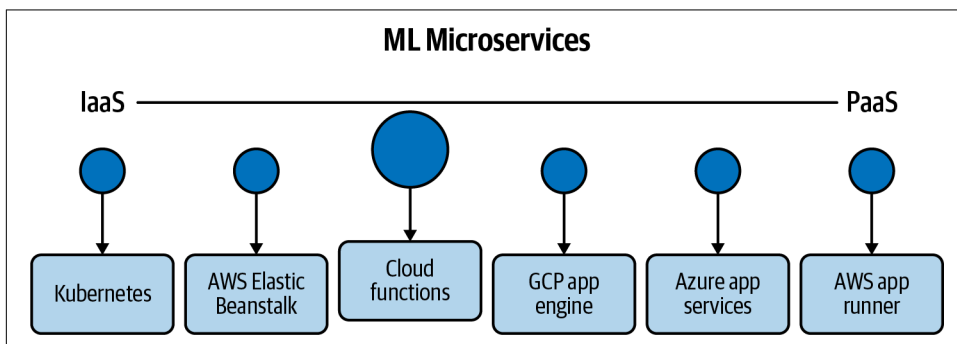 ML Microservices
IaaS
PaaS
Kubernetes
AWS Elastic
Beanstalk
Cloud
functions
GCP app
engine
Azure app
services
AWS app
runner